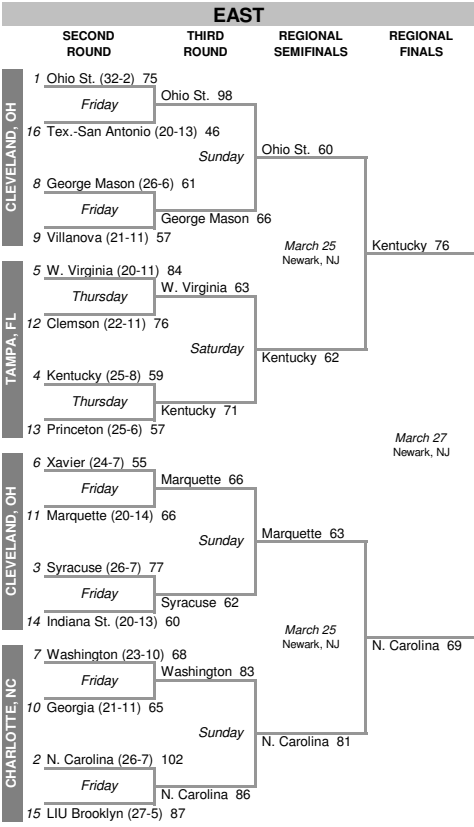 EAST
SECOND ROUND
THIRD ROUND
REGIONAL SEMIFINALS
REGIONAL FINALS
CLEVELAND, OH
1 Ohio St. (32-2) 75
Friday
16 Tex.-San Antonio (20-13) 46
Ohio St. 98
Sunday
8 George Mason (26-6) 61
Friday
9 Villanova (21-11) 57
George Mason 66
Ohio St. 60
March 25
Newark, NJ
Kentucky 76
TAMPA, FL
5 W. Virginia (20-11) 84
Thursday
12 Clemson (22-11) 76
W. Virginia 63
Saturday
Kentucky 62
4 Kentucky (25-8) 59
Thursday
13 Princeton (25-6) 57
Kentucky 71
March 27
Newark, NJ
CLEVELAND, OH
6 Xavier (24-7) 55
Friday
11 Marquette (20-14) 66
Marquette 66
Sunday
Marquette 63
3 Syracuse (26-7) 77
Friday
14 Indiana St. (20-13) 60
Syracuse 62
March 25
Newark, NJ
N. Carolina 69
CHARLOTTE, NC
7 Washington (23-10) 68
Friday
10 Georgia (21-11) 65
Washington 83
Sunday
N. Carolina 81
2 N. Carolina (26-7) 102
Friday
15 LIU Brooklyn (27-5) 87
N. Carolina 86